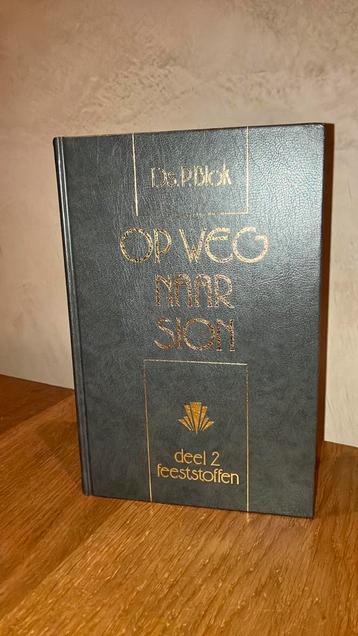 Ds. P. Blok
OP WEG
NAAR
SION
deel 2
feeststoffen